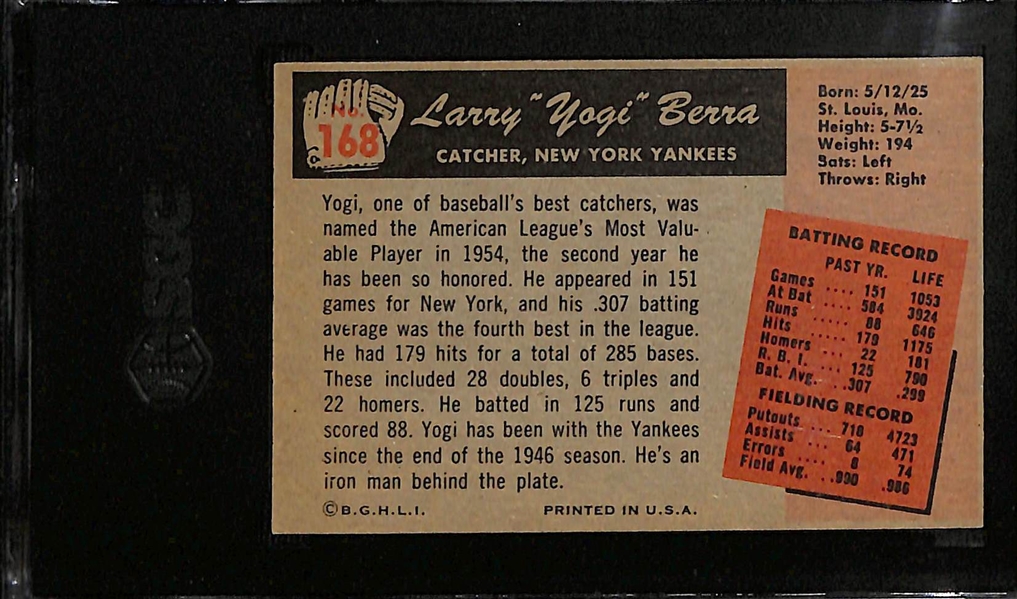 No.
168
Larry "Yogi" Berra
CATCHER, NEW YORK YANKEES
Born: 5/12/25
St. Louis, Mo.
Height: 5-7½
Weight: 194
Bats: Left
Throws: Right
Yogi, one of baseball's best catchers, was
named the American League's Most Valu-
able Player in 1954, the second year he
has been so honored. He appeared in 151
games for New York, and his .307 batting
average was the fourth best in the league.
He had 179 hits for a total of 285 bases.
These included 28 doubles, 6 triples and
22 homers. He batted in 125 runs and
scored 88. Yogi has been with the Yankees
since the end of the 1946 season. He's an
iron man behind the plate.
©B.G.H.L.I. PRINTED IN U.S.A.
BATTING RECORD
PAST YR. LIFE
Games .... 151 1053
At Bat .... 584 3924
Runs ..... 88 646
Hits ..... 179 1175
Homers ... 22 181
R. B. I. ... 125 790
Bat. Avg. ..307 .299
FIELDING RECORD
Putouts ... 718 4723
Assists .... 64 471
Errors .... 8 74
Field Avg. ..990 .986
SGC